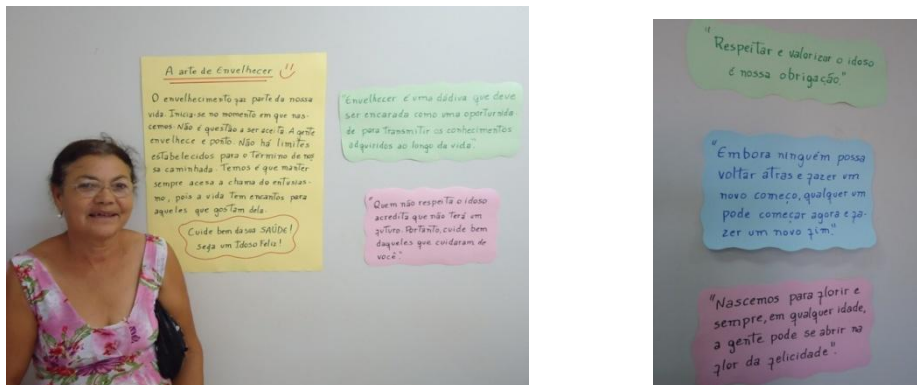 A arte de Envelhecer
O envelhecimento faz parte da nossa
vida. Inicia-se no momento em que nas-
cemos. Não é questão a ser aceita. A gente
envelhece e ponto. Não há limites
estabelecidos para o término de nos
sa caminhada. Temos é que manter
sempre acesa a chama do entusias-
mo, pois a vida tem encantos para
aqueles que gostam dela.
Cuide bem da sua SAÚDE!
seja um Idoso Feliz!
"Envelhecer é uma dádiva que deve
ser encarada como uma oportunida
de para transmitir os conhecimentos
adquiridos ao longo da vida."
"Quem não respeita o idoso
acredita que não terá um
futuro. Portanto, cuide bem
daqueles que cuidaram de
você."
"Respeitar e valorizar o idoso
é nossa obrigação."
"Embora ninguém possa
voltar átras e fazer um
novo começo, qualquer um
pode começar agora e fa-
zer um novo fim."
"Nascemos para florir e
sempre, em qualquer idade,
a gente pode se abrir na
flor da felicidade".